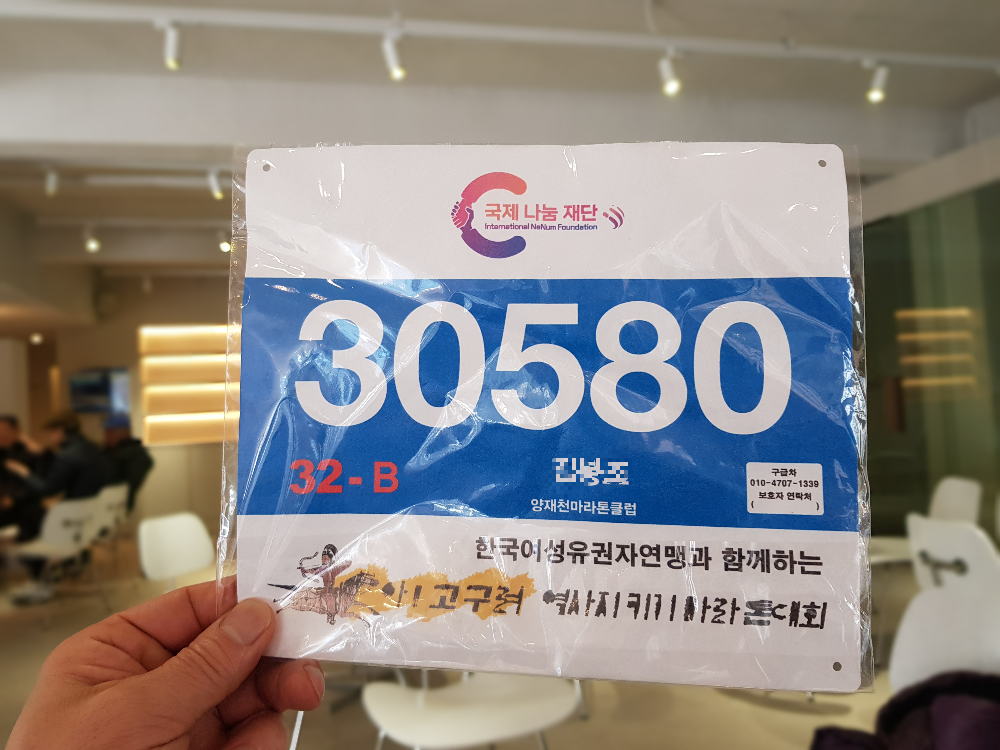 국제 나눔 재단
International NaNum Foundation
30580
32-B
양재천마라톤클럽
구급차
010-4707-1339
보호자 연락처
( )
한국여성유권자연맹과 함께하는
아! 고구려 역사지키기 마라톤대회